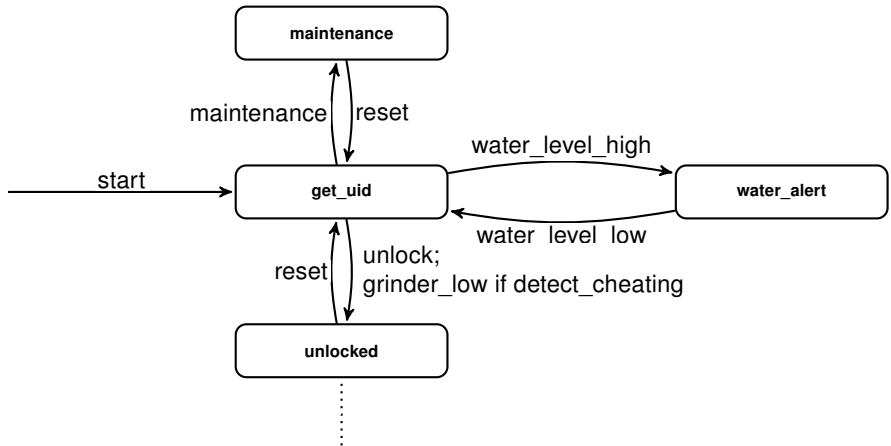 maintenance
maintenance
reset
water_level_high
start
get_uid
water_alert
water_level_low
reset
unlock;
grinder_low if detect_cheating
unlocked